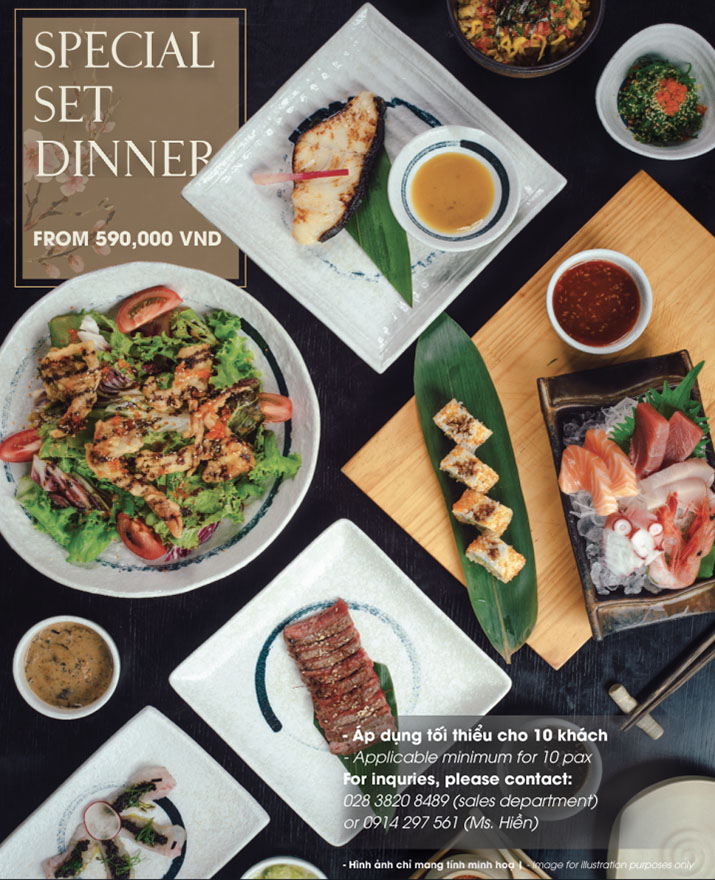 SPECIAL
SET
DINNER
FROM 590,000 VND
- Áp dụng tối thiểu cho 10 khách
- Applicable minimum for 10 pax
For inquries, please contact:
028 3820 8489 (sales department)
or 0914 297 561 (Ms. Hiền)
- Hình ảnh chỉ mang tính minh hoạ | - Image for illustration purposes only